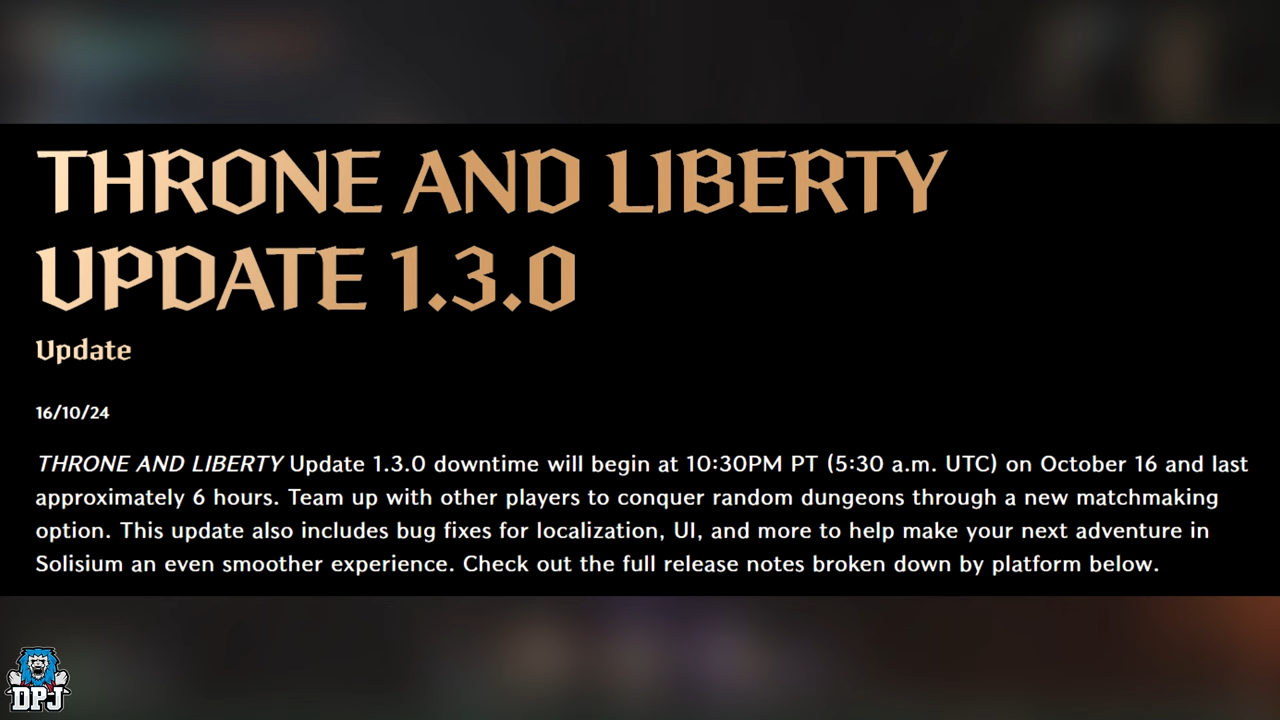 THRONE AND LIBERTY
UPDATE 1.3.0
Update
16/10/24
THRONE AND LIBERTY Update 1.3.0 downtime will begin at 10:30PM PT (5:30 a.m. UTC) on October 16 and last
approximately 6 hours. Team up with other players to conquer random dungeons through a new matchmaking
option. This update also includes bug fixes for localization, UI, and more to help make your next adventure in
Solisium an even smoother experience. Check out the full release notes broken down by platform below.
DPJ